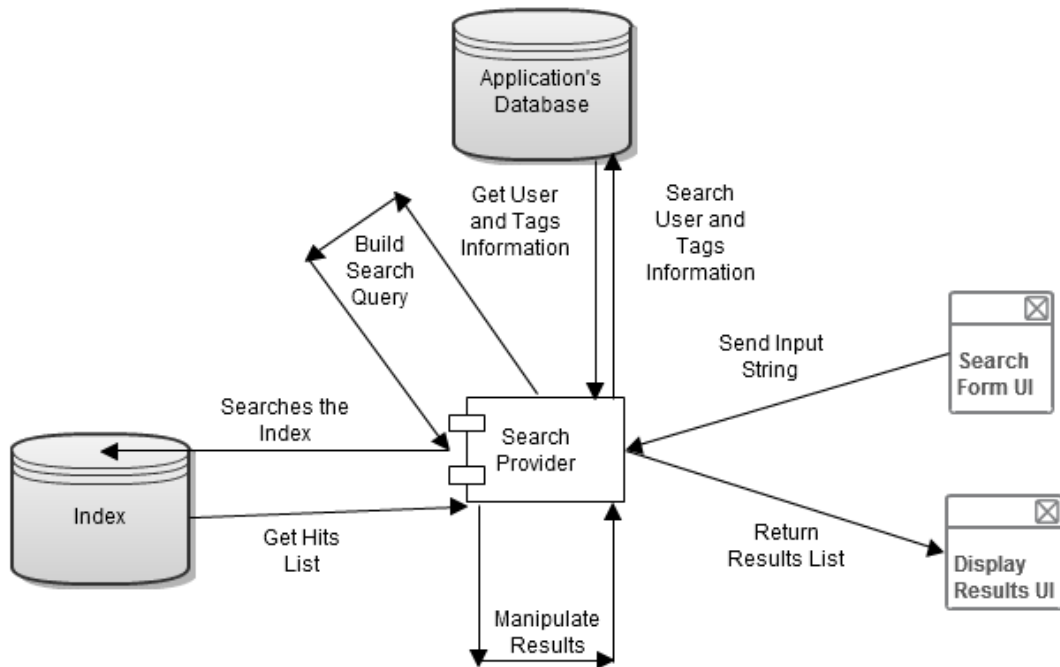 Application's
Database
Get User
and Tags
Information
Search
User and
Tags
Information
Build
Search
Query
Send Input
String
Search
Form UI
Searches the
Index
Search
Provider
Index
Get Hits
List
Return
Results List
Display
Results UI
Manipulate
Results